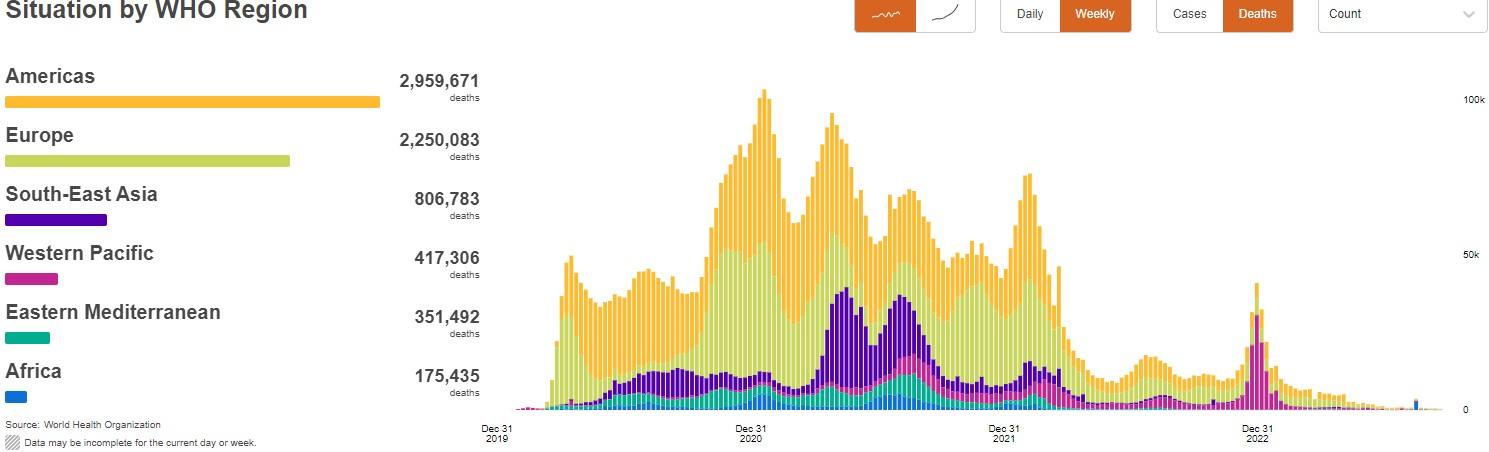 Situation by WHO Region
Daily
Weekly
Cases
Deaths
Count
Americas
2,959,671
deaths
Europe
2,250,083
deaths
South-East Asia
806,783
deaths
Western Pacific
417,306
deaths
Eastern Mediterranean
351,492
deaths
Africa
175,435
deaths
100k
50k
0
Dec 31
2019
Dec 31
2020
Dec 31
2021
Dec 31
2022
Source: World Health Organization
Data may be incomplete for the current day or week.